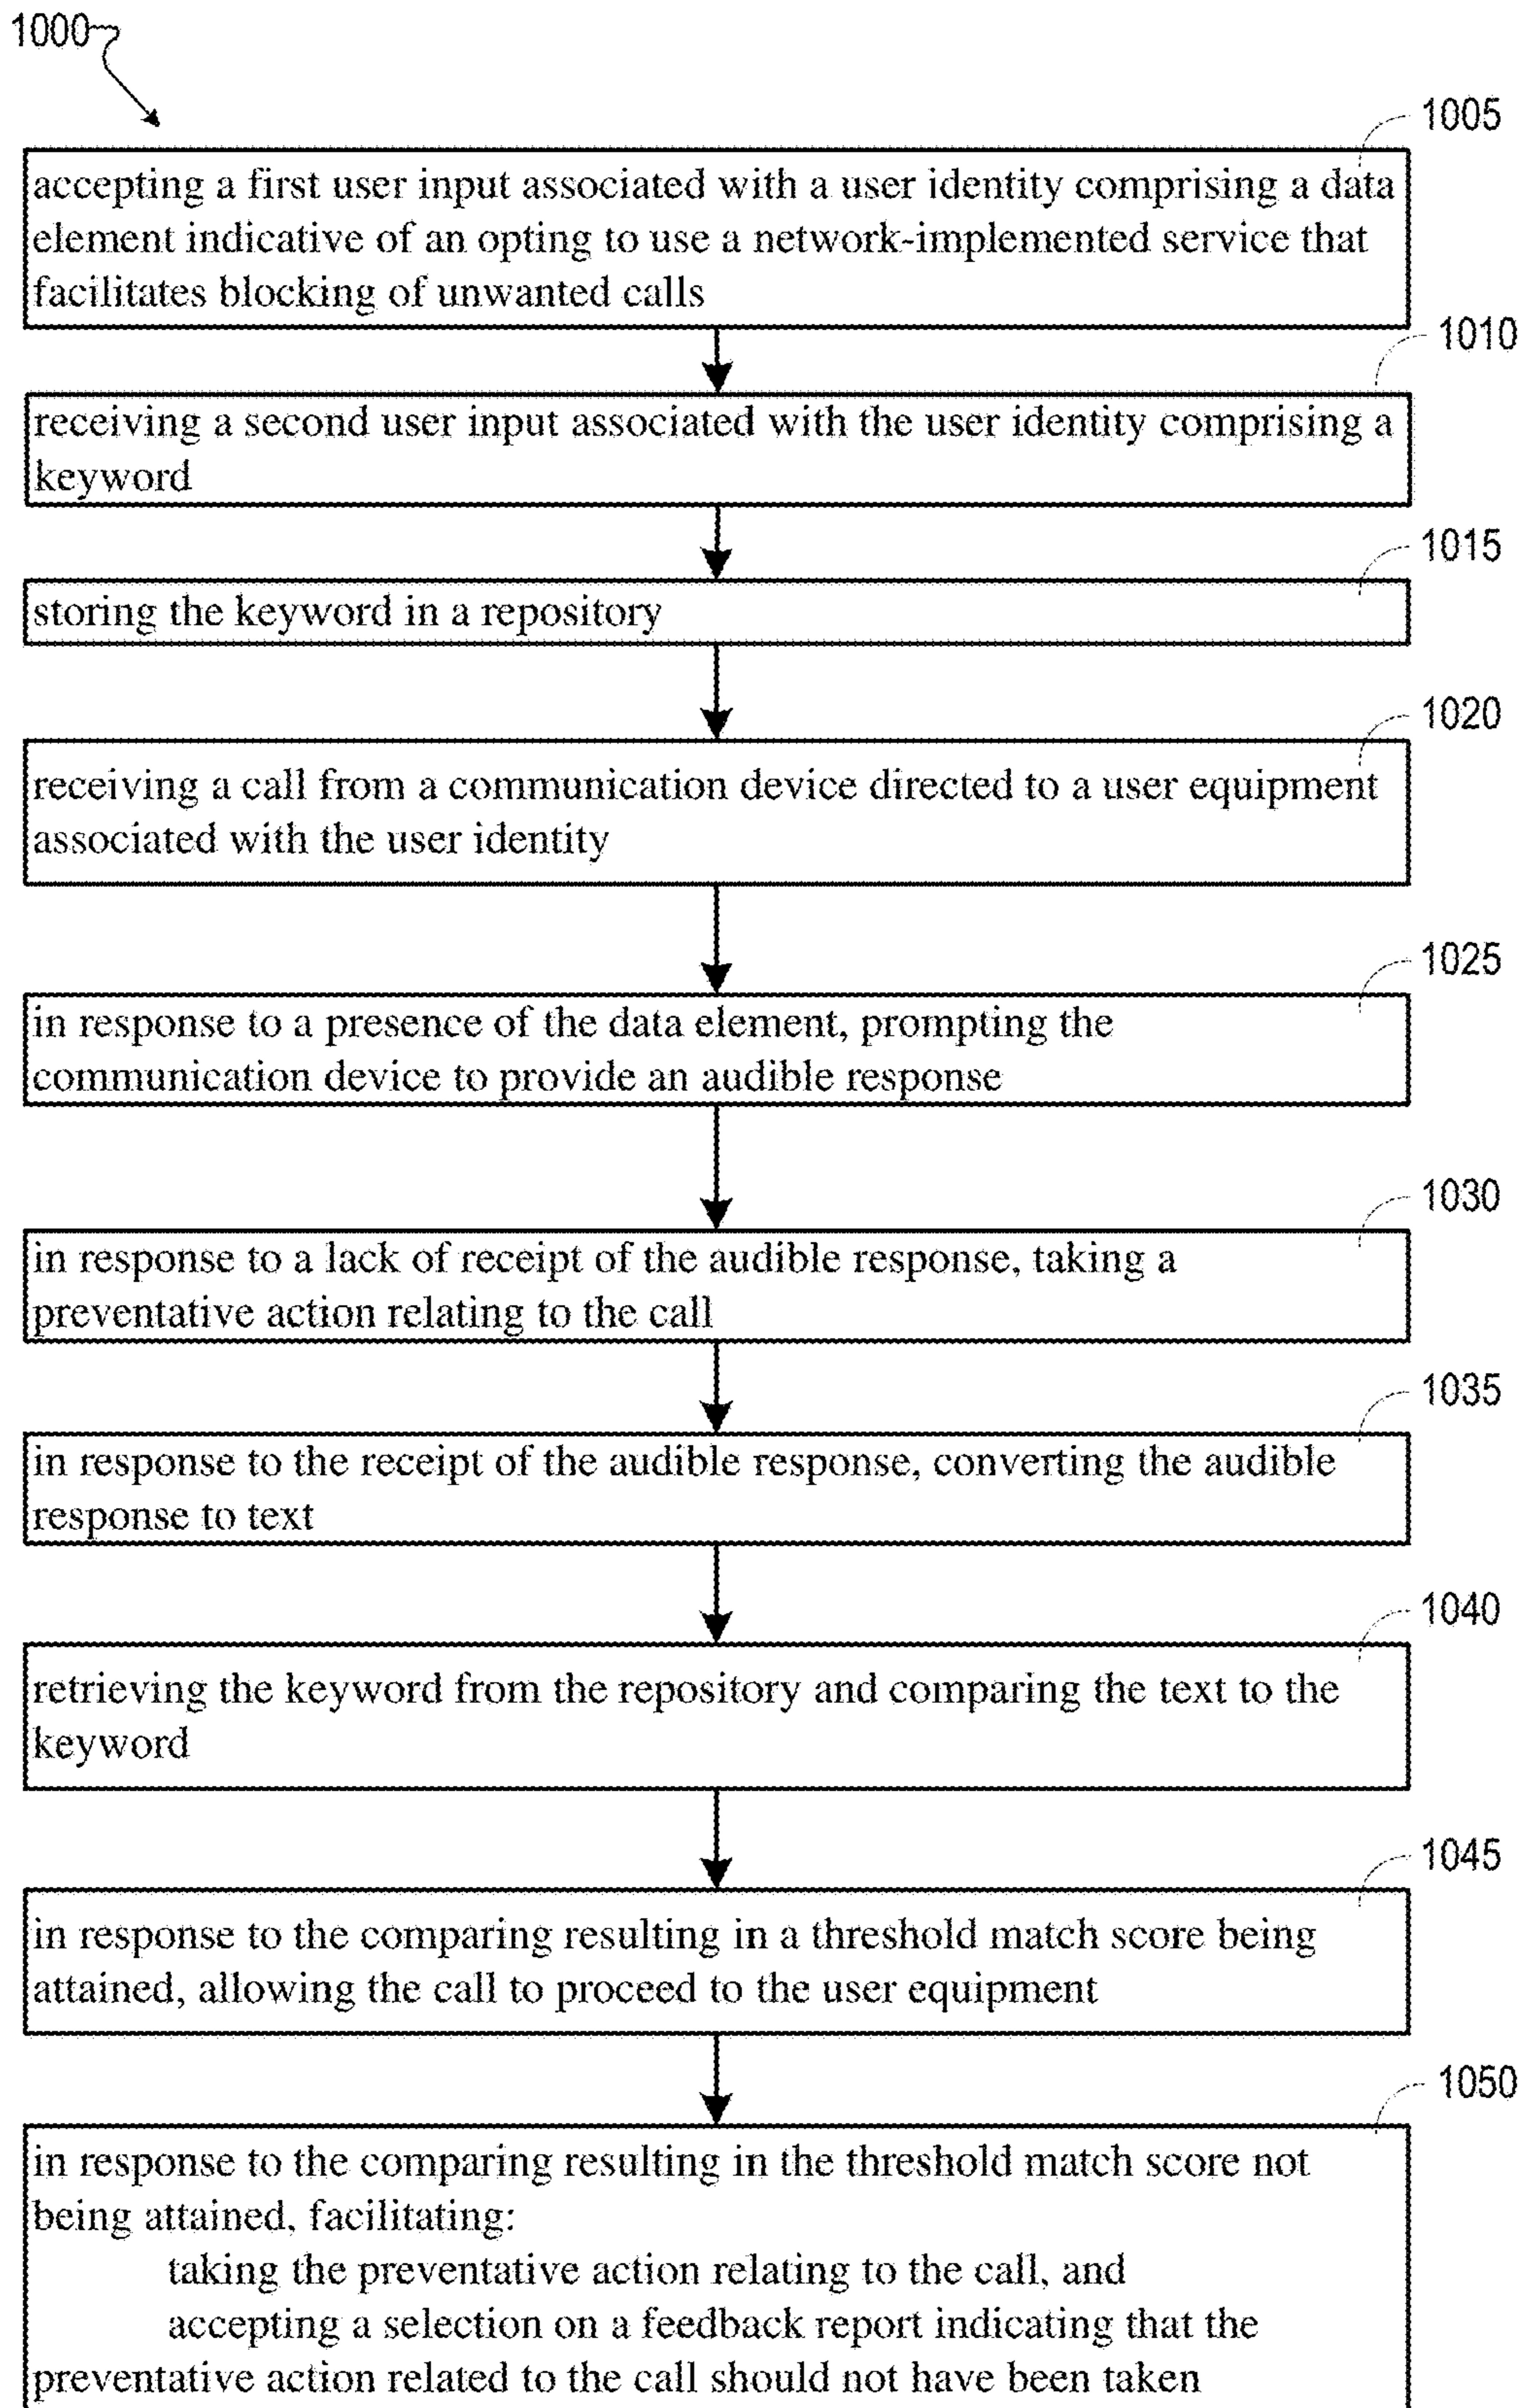 1000
1005
accepting a first user input associated with a user identity comprising a data
element indicative of an opting to use a network-implemented service that
facilitates blocking of unwanted calls
1010
receiving a second user input associated with the user identity comprising a
keyword
1015
storing the keyword in a repository
1020
receiving a call from a communication device directed to a user equipment
associated with the user identity
1025
in response to a presence of the data element, prompting the
communication device to provide an audible response
1030
in response to a lack of receipt of the audible response, taking a
preventative action relating to the call
1035
in response to the receipt of the audible response, converting the audible
response to text
1040
retrieving the keyword from the repository and comparing the text to the
keyword
1045
in response to the comparing resulting in a threshold match score being
attained, allowing the call to proceed to the user equipment
1050
in response to the comparing resulting in the threshold match score not
being attained, facilitating:
taking the preventative action relating to the call, and
accepting a selection on a feedback report indicating that the
preventative action related to the call should not have been taken